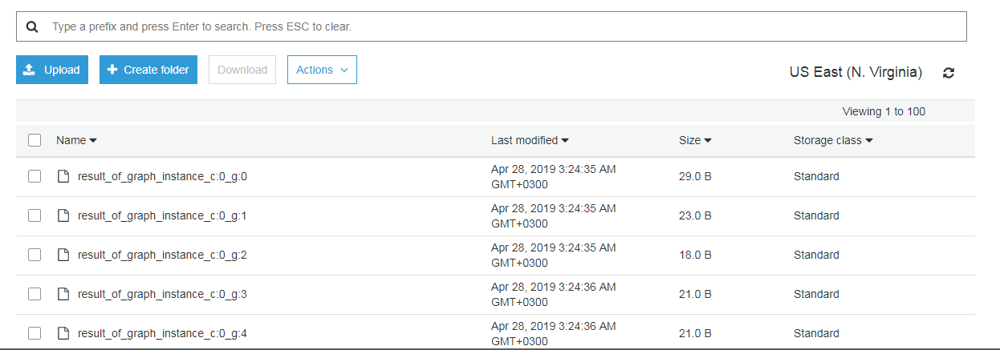 Type a prefix and press Enter to search. Press ESC to clear.
Upload Create folder Download Actions
US East (N. Virginia)
Viewing 1 to 100
Name Last modified Size Storage class
result_of_graph_instance_c:0_g:0 Apr 28, 2019 3:24:35 AM 29.0 B Standard
GMT+0300
result_of_graph_instance_c:0_g:1 Apr 28, 2019 3:24:35 AM 23.0 B Standard
GMT+0300
result_of_graph_instance_c:0_g:2 Apr 28, 2019 3:24:35 AM 18.0 B Standard
GMT+0300
result_of_graph_instance_c:0_g:3 Apr 28, 2019 3:24:36 AM 21.0 B Standard
GMT+0300
result_of_graph_instance_c:0_g:4 Apr 28, 2019 3:24:36 AM 21.0 B Standard
GMT+0300